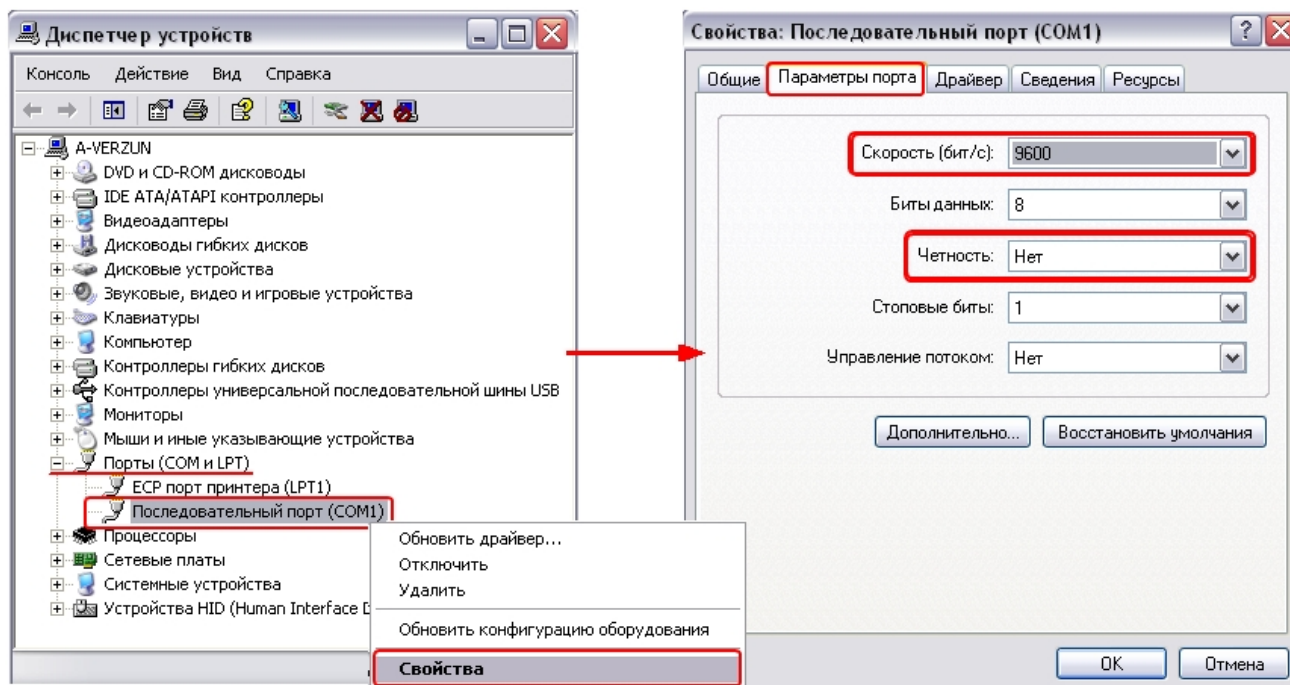 Диспетчер устройств
Консоль Действие Вид Справка
A-VERZUN
DVD и CD-ROM дисководы
IDE ATA/ATAPI контроллеры
Видеоадаптеры
Дисководы гибких дисков
Дисковые устройства
Звуковые, видео и игровые устройства
Клавиатуры
Компьютер
Контроллеры гибких дисков
Контроллеры универсальной последовательной шины USB
Мониторы
Мыши и иные указывающие устройства
Порты (COM и LPT)
ECP порт принтера (LPT1)
Последовательный порт (COM1)
Процессоры
Сетевые платы
Системные устройства
Устройства HID (Human Interface D
Обновить драйвер...
Отключить
Удалить
Обновить конфигурацию оборудования
Свойства
Свойства: Последовательный порт (COM1)
Общие Параметры порта Драйвер Сведения Ресурсы
Скорость (бит/с): 9600
Биты данных: 8
Четность: Нет
Стоповые биты: 1
Управление потоком: Нет
Дополнительно... Восстановить умолчания
OK Отмена